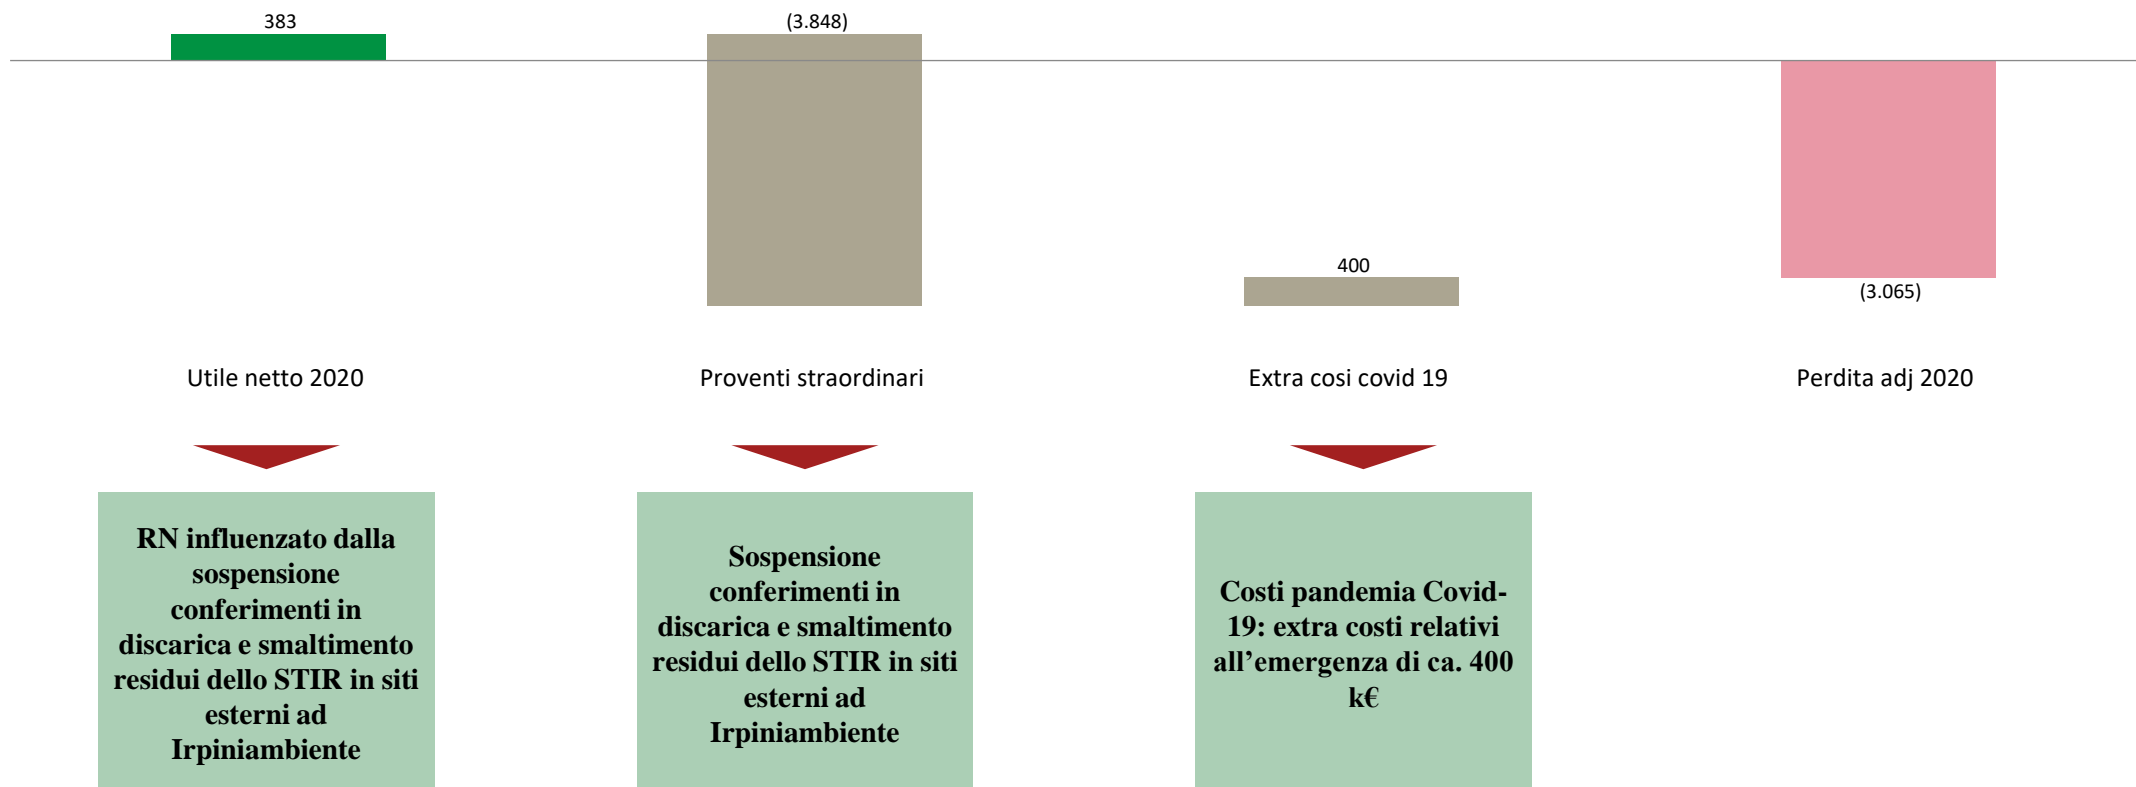 383
(3.848)
400
(3.065)
Utile netto 2020
Proventi straordinari
Extra cosi covid 19
Perdita adj 2020
RN influenzato dalla
sospensione
conferimenti in
discarica e smaltimento
residui dello STIR in siti
esterni ad
Irpiniambiente
Sospensione
conferimenti in
discarica e smaltimento
residui dello STIR in siti
esterni ad
Irpiniambiente
Costi pandemia Covid-
19: extra costi relativi
all’emergenza di ca. 400
k€